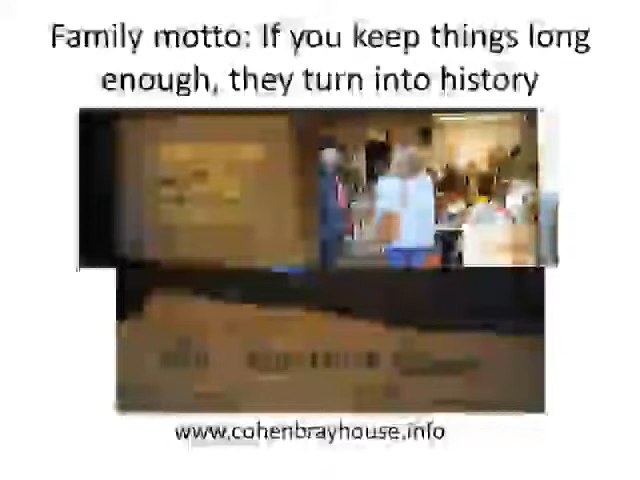 Family motto: If you keep things long
enough, they turn into history
www.cohenbrayhouse.info